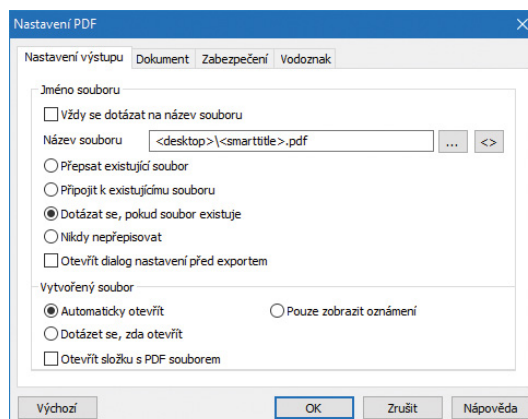 Nastavení PDF
Nastavení výstupu Dokument Zabezpečení Vodoznak
Jméno souboru
Vždy se dotázat na název souboru
Název souboru <desktop>\<smarttitle>.pdf ... <>
Přepsat existující soubor
Připojit k existujícímu souboru
Dotázat se, pokud soubor existuje
Nikdy nepřepisovat
Otevřít dialog nastavení před exportem
Vytvořený soubor
Automaticky otevřít Pouze zobrazit oznámení
Dotázet se, zda otevřít
Otevřít složku s PDF souborem
Výchozí OK Zrušit Nápověda